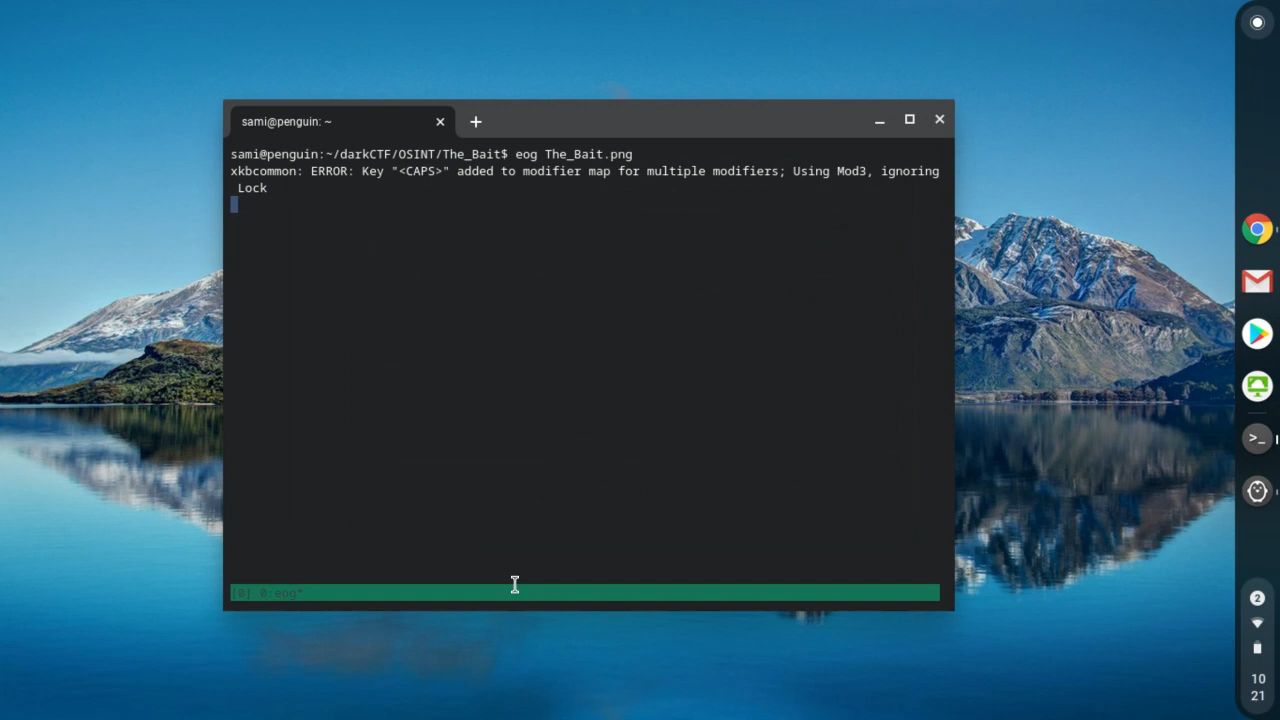 sami@penguin: ~
sami@penguin:~/darkCTF/OSINT/The_Bait$ eog The_Bait.png
xkbcommon: ERROR: Key "<CAPS>" added to modifier map for multiple modifiers; Using Mod3, ignoring
 Lock
[0] 0:eog*
>_
2
10
21